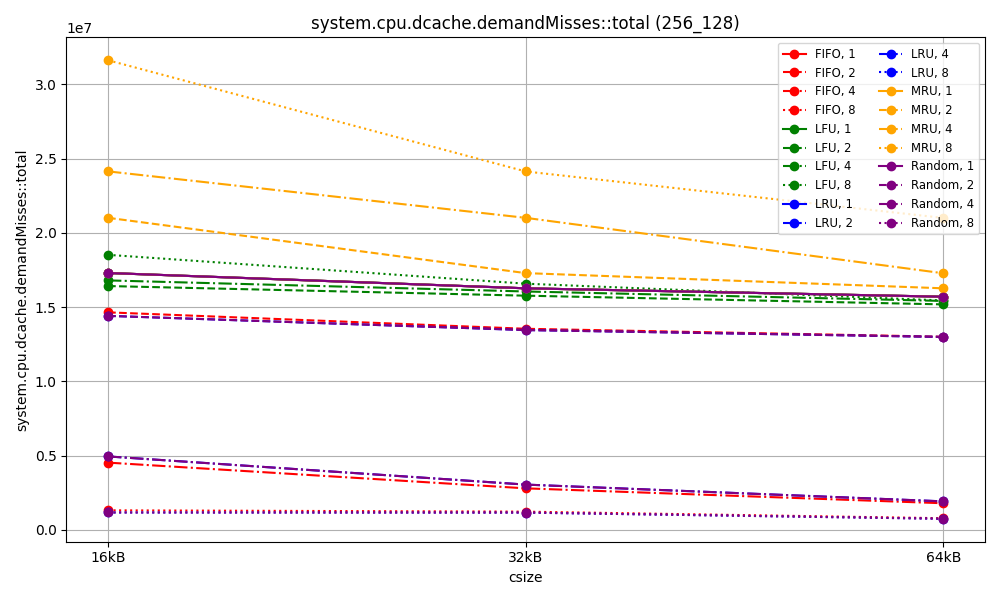 system.cpu.dcache.demandMisses::total (256_128)
1e7
3.0
2.5
2.0
1.5
1.0
0.5
0.0
system.cpu.dcache.demandMisses::total
16kB
32kB
64kB
csize
FIFO, 1
FIFO, 2
FIFO, 4
FIFO, 8
LFU, 1
LFU, 2
LFU, 4
LFU, 8
LRU, 1
LRU, 2
LRU, 4
LRU, 8
MRU, 1
MRU, 2
MRU, 4
MRU, 8
Random, 1
Random, 2
Random, 4
Random, 8